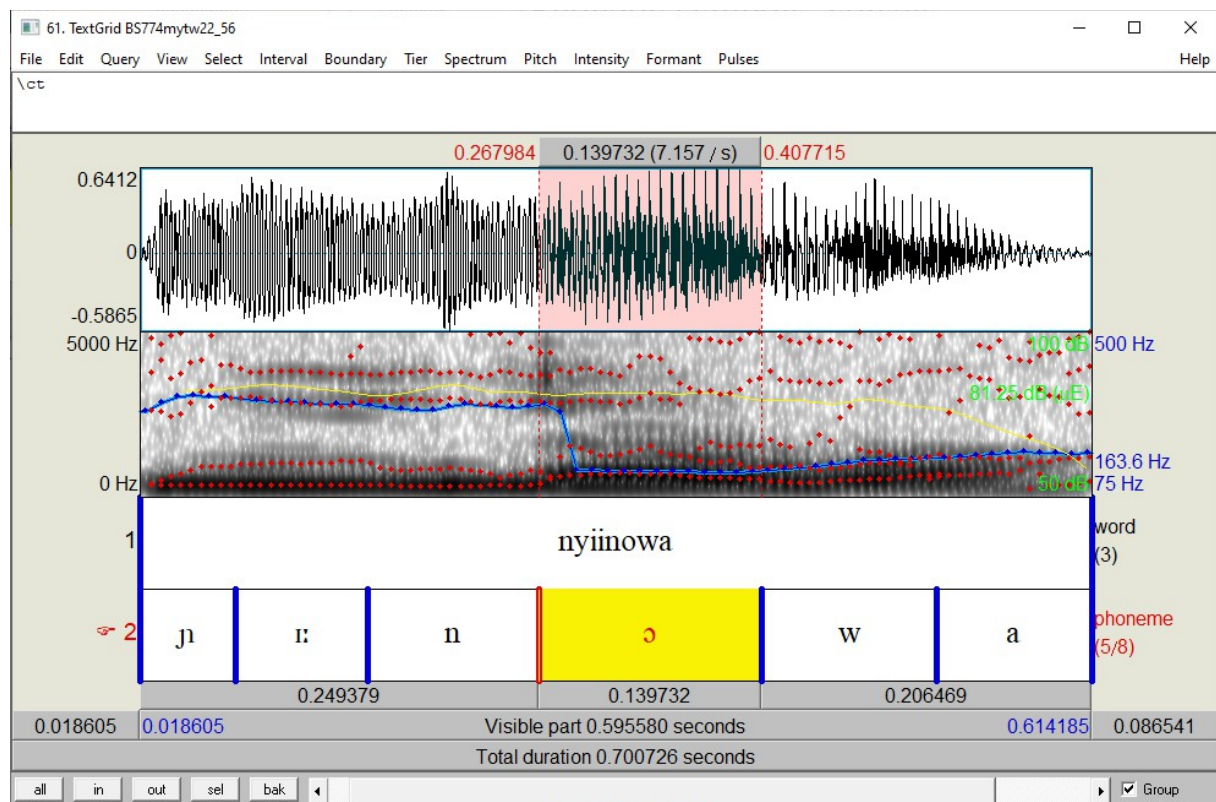 61. TextGrid BS774mytw22_56
File Edit Query View Select Interval Boundary Tier Spectrum Pitch Intensity Formant Pulses Help
\ct
0.267984 0.139732 (7.157 / s) 0.407715
0.6412
0
-0.5865
5000 Hz 100 dB 500 Hz
81.25 dB (µE)
163.6 Hz
0 Hz 50 dB 75 Hz
1 nyiinowa word
(3)
☞ 2 ɲ ɪː n ɔ w a phoneme
(5/8)
0.249379 0.139732 0.206469
0.018605 0.018605 Visible part 0.595580 seconds 0.614185 0.086541
Total duration 0.700726 seconds
all in out sel bak Group